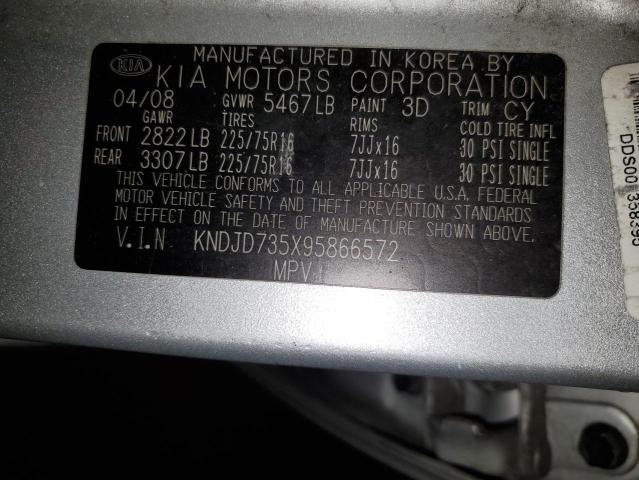 MANUFACTURED IN KOREA BY
KIA KIA MOTORS CORPORATION
04/08 GVWR 5467LB PAINT 3D TRIM CY
GAWR TIRES RIMS COLD TIRE INFL
FRONT 2822LB 225/75R16 7JJx16 30 PSI SINGLE
REAR 3307LB 225/75R16 7JJx16 30 PSI SINGLE
THIS VEHICLE CONFORMS TO ALL APPLICABLE U.S.A. FEDERAL
MOTOR VEHICLE SAFETY AND THEFT PREVENTION STANDARDS
IN EFFECT ON THE DATE OF MANUFACTURE SHOWN ABOVE.
V.I.N KNDJD735X95866572
MPV